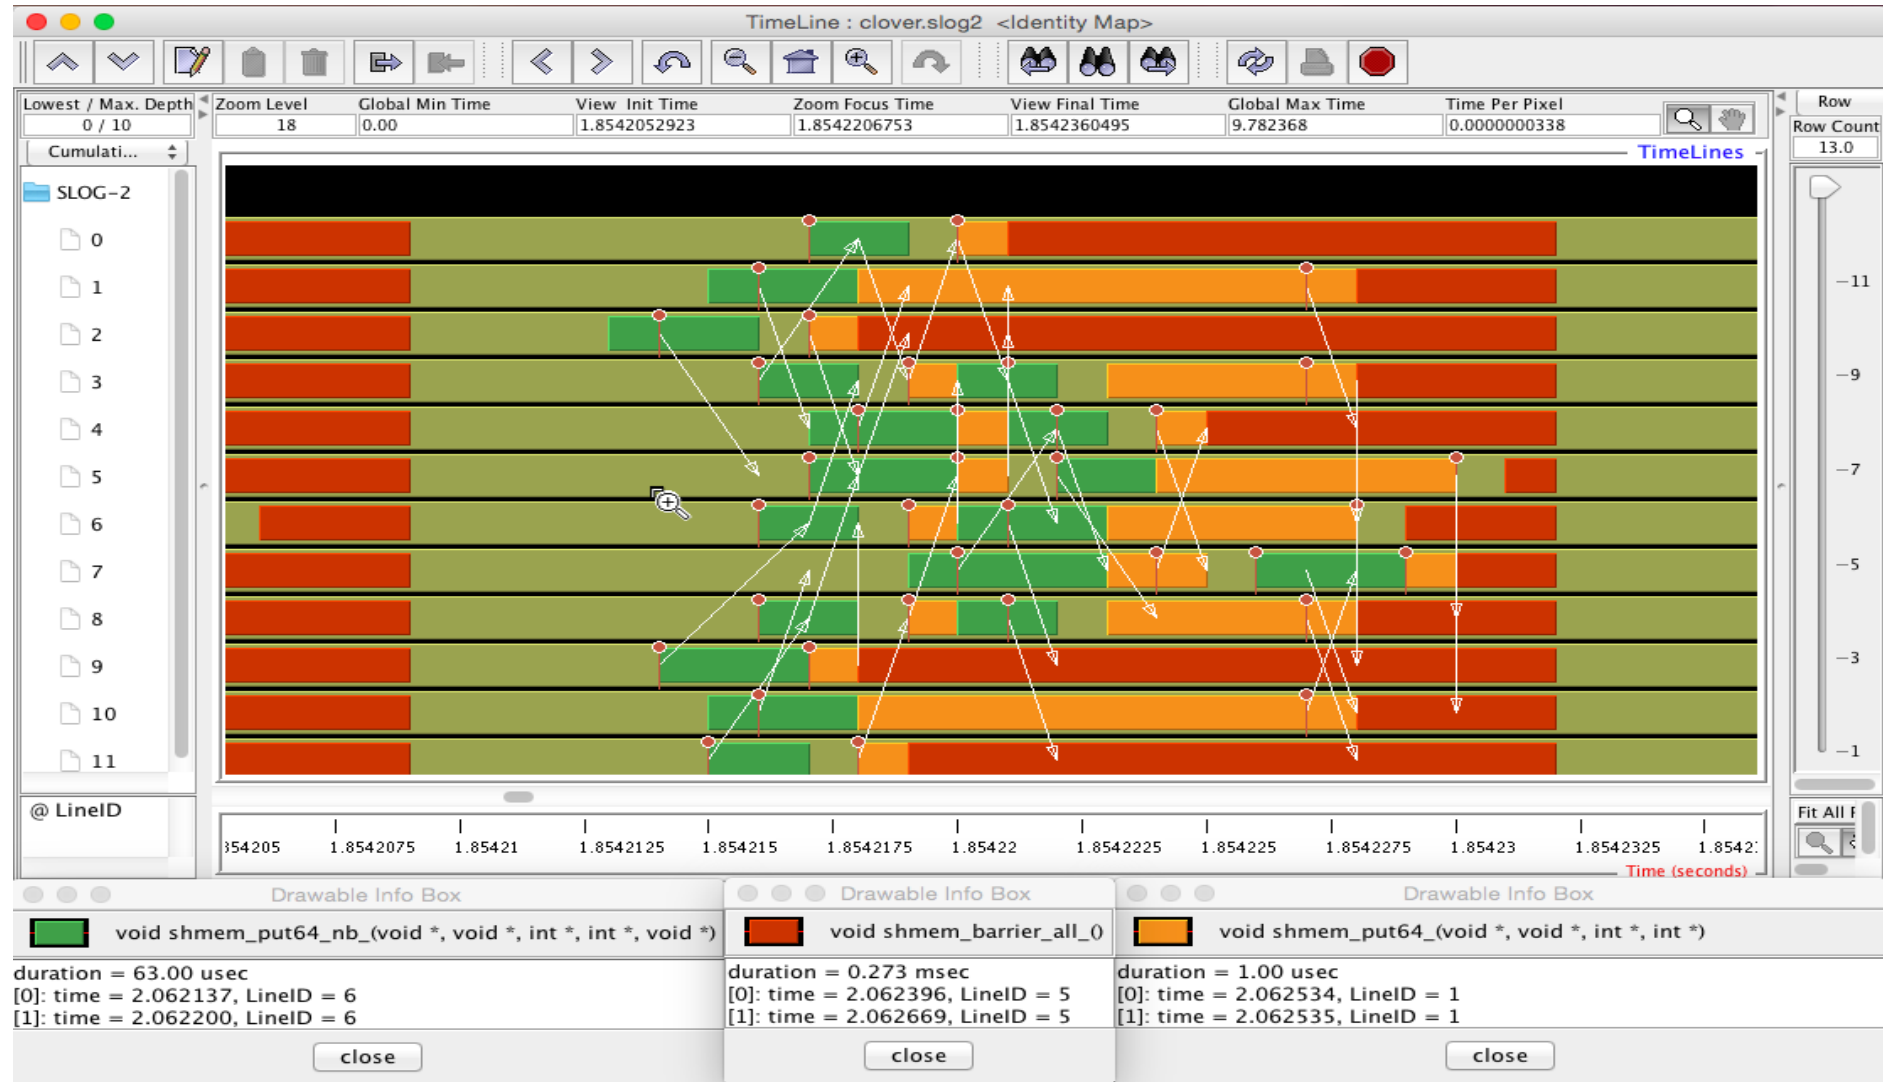 TimeLine : clover.slog2 <Identity Map>
Lowest / Max. Depth Zoom Level Global Min Time View Init Time Zoom Focus Time View Final Time Global Max Time Time Per Pixel Row
0 / 10 18 0.00 1.8542052923 1.8542206753 1.8542360495 9.782368 0.0000000338 Row Count
Cumulati... 13.0
TimeLines
SLOG-2
0
1 11
2
3 9
4
5 7
6
7 5
8
9 3
10
11 1
@ LineID Fit All
354205 1.8542075 1.85421 1.8542125 1.854215 1.8542175 1.85422 1.8542225 1.854225 1.8542275 1.85423 1.8542325 1.8542:
Time (seconds)
Drawable Info Box Drawable Info Box Drawable Info Box
void shmem_put64_nb_(void *, void *, int *, int *, void *) void shmem_barrier_all_() void shmem_put64_(void *, void *, int *, int *)
duration = 63.00 usec duration = 0.273 msec duration = 1.00 usec
[0]: time = 2.062137, LineID = 6 [0]: time = 2.062396, LineID = 5 [0]: time = 2.062534, LineID = 1
[1]: time = 2.062200, LineID = 6 [1]: time = 2.062669, LineID = 5 [1]: time = 2.062535, LineID = 1
close close close